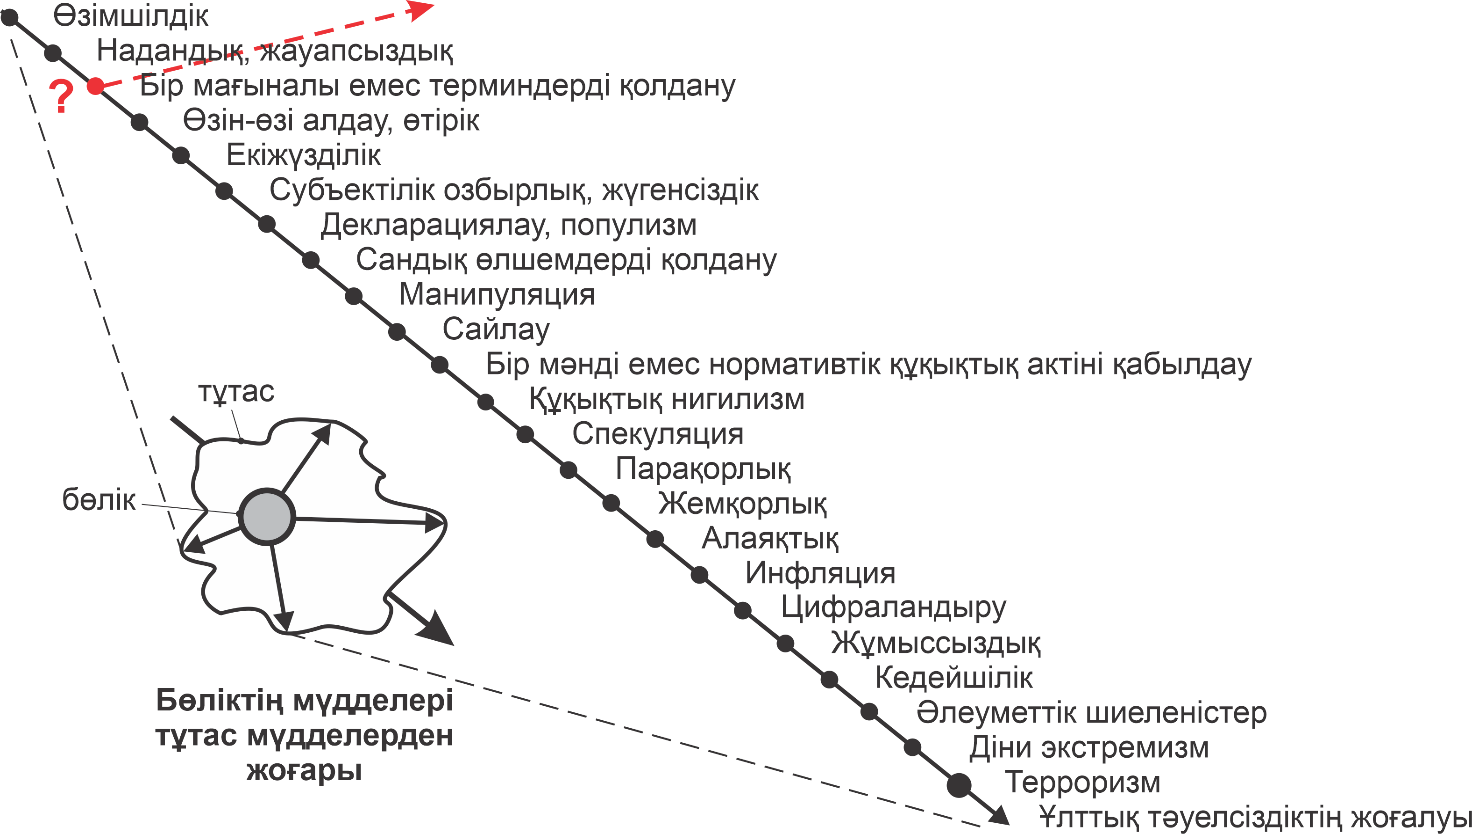 Өзімшілдік
Надандық, жауапсыздық
?
Бір мағыналы емес терминдерді қолдану
Өзін-өзі алдау, өтірік
Екіжүзділік
Субъектілік озбырлық, жүгенсіздік
Декларациялау, популизм
Сандық өлшемдерді қолдану
Манипуляция
Сайлау
Бір мәнді емес нормативтік құқықтық актіні қабылдау
Құқықтық нигилизм
Спекуляция
Парақорлық
Жемқорлық
Алаяқтық
Инфляция
Цифраландыру
Жұмыссыздық
Кедейшілік
Әлеуметтік шиеленістер
Діни экстремизм
Терроризм
Ұлттық тәуелсіздіктің жоғалуы
тұтас
бөлік
Бөліктің мүдделері
тұтас мүдделерден
жоғары